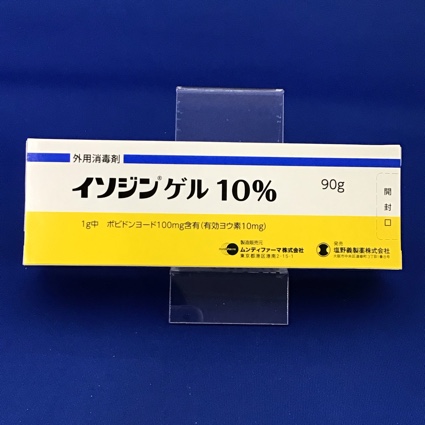 外用消毒剤
イソジン®ゲル 10%
90g
開封口
1g中 ポビドンヨード100mg含有(有効ヨウ素10mg)
製造販売元
ムンディファーマ株式会社
東京都港区港南2-15-1
提携
塩野義製薬株式会社